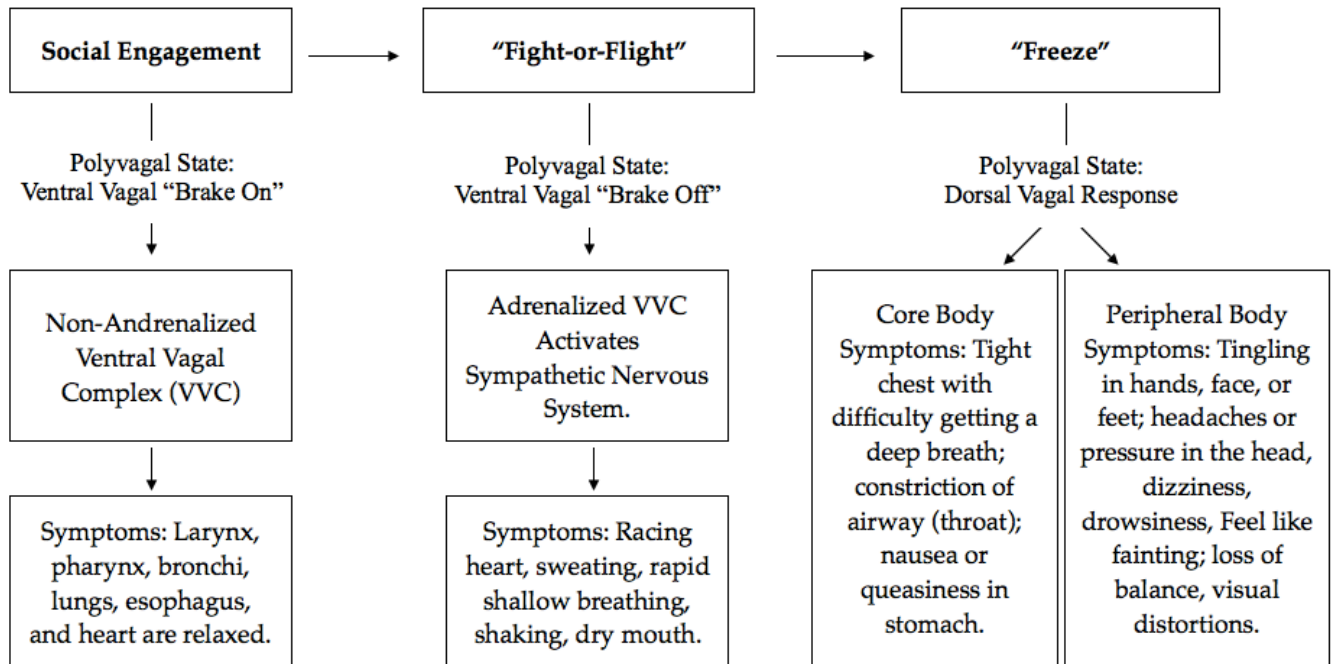 Social Engagement
“Fight-or-Flight”
“Freeze”
Polyvagal State:
Ventral Vagal “Brake On”
Polyvagal State:
Ventral Vagal “Brake Off”
Polyvagal State:
Dorsal Vagal Response
Non-Andrenalized
Ventral Vagal
Complex (VVC)
Adrenalized VVC
Activates
Sympathetic Nervous
System.
Core Body
Symptoms: Tight
chest with
difficulty getting a
deep breath;
constriction of
airway (throat);
nausea or
queasiness in
stomach.
Peripheral Body
Symptoms: Tingling
in hands, face, or
feet; headaches or
pressure in the head,
dizziness,
drowsiness, Feel like
fainting; loss of
balance, visual
distortions.
Symptoms: Larynx,
pharynx, bronchi,
lungs, esophagus,
and heart are relaxed.
Symptoms: Racing
heart, sweating, rapid
shallow breathing,
shaking, dry mouth.